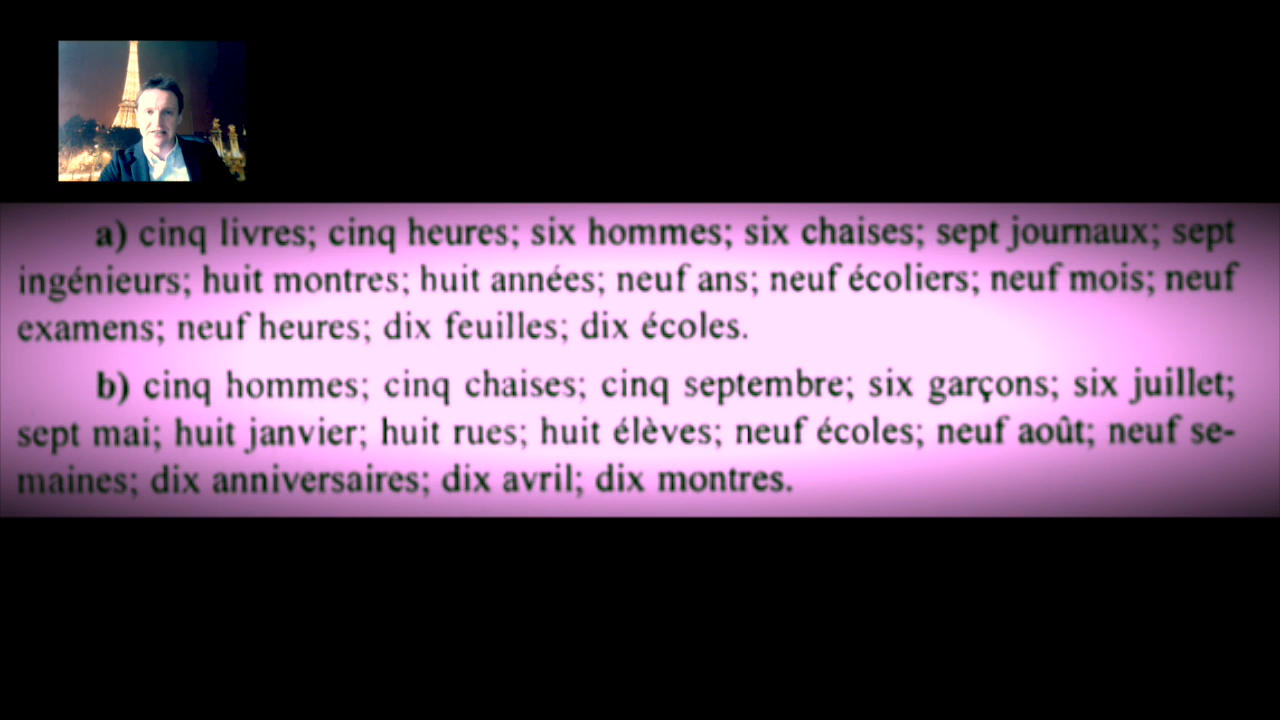 a) cinq livres; cinq heures; six hommes; six chaises; sept journaux; sept
ingénieurs; huit montres; huit années; neuf ans; neuf écoliers; neuf mois; neuf
examens; neuf heures; dix feuilles; dix écoles.
b) cinq hommes; cinq chaises; cinq septembre; six garçons; six juillet;
sept mai; huit janvier; huit rues; huit élèves; neuf écoles; neuf août; neuf se-
maines; dix anniversaires; dix avril; dix montres.